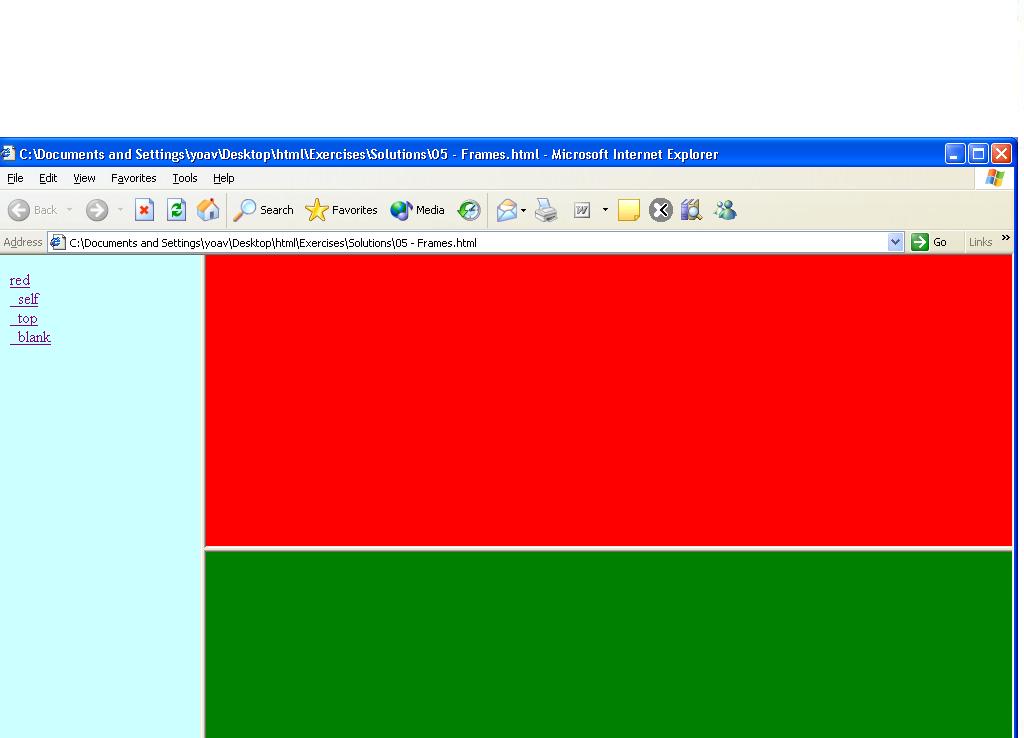 C:\Documents and Settings\yoav\Desktop\html\Exercises\Solutions\05 - Frames.html - Microsoft Internet Explorer
File Edit View Favorites Tools Help
Back Search Favorites Media W
Address C:\Documents and Settings\yoav\Desktop\html\Exercises\Solutions\05 - Frames.html Go Links »
red
_self
_top
_blank